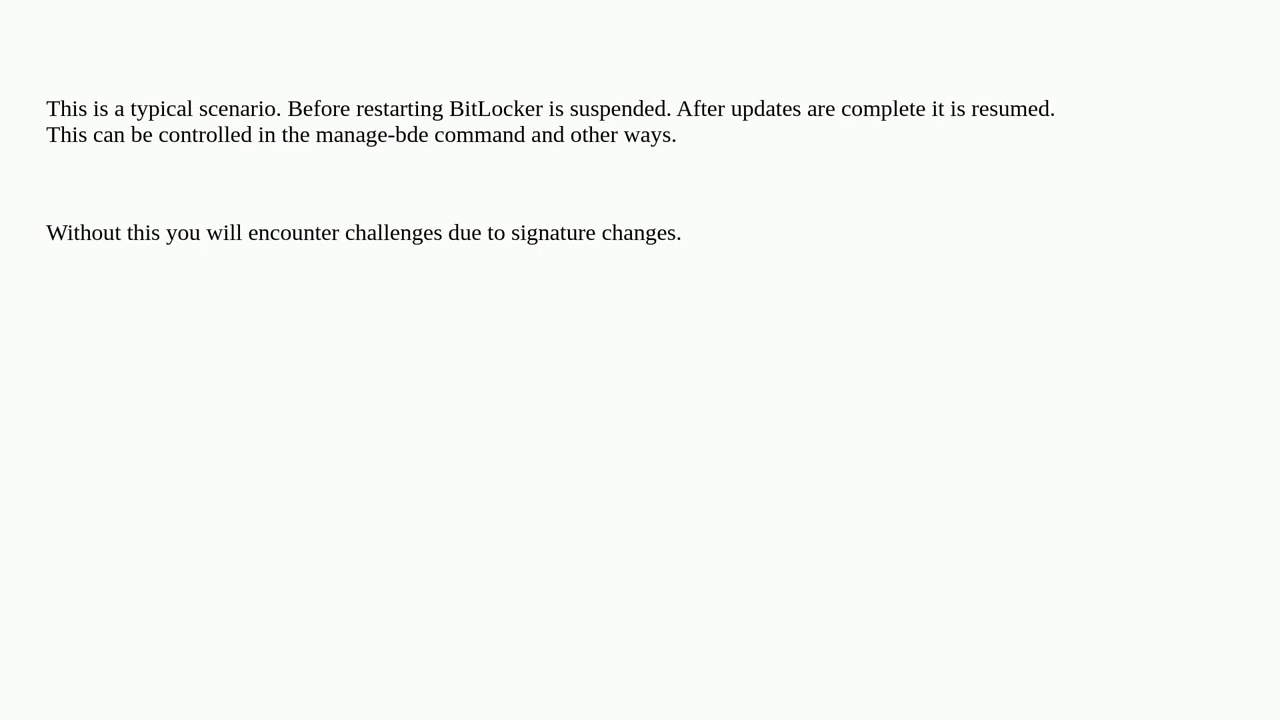 This is a typical scenario. Before restarting BitLocker is suspended. After updates are complete it is resumed.
This can be controlled in the manage-bde command and other ways.
Without this you will encounter challenges due to signature changes.